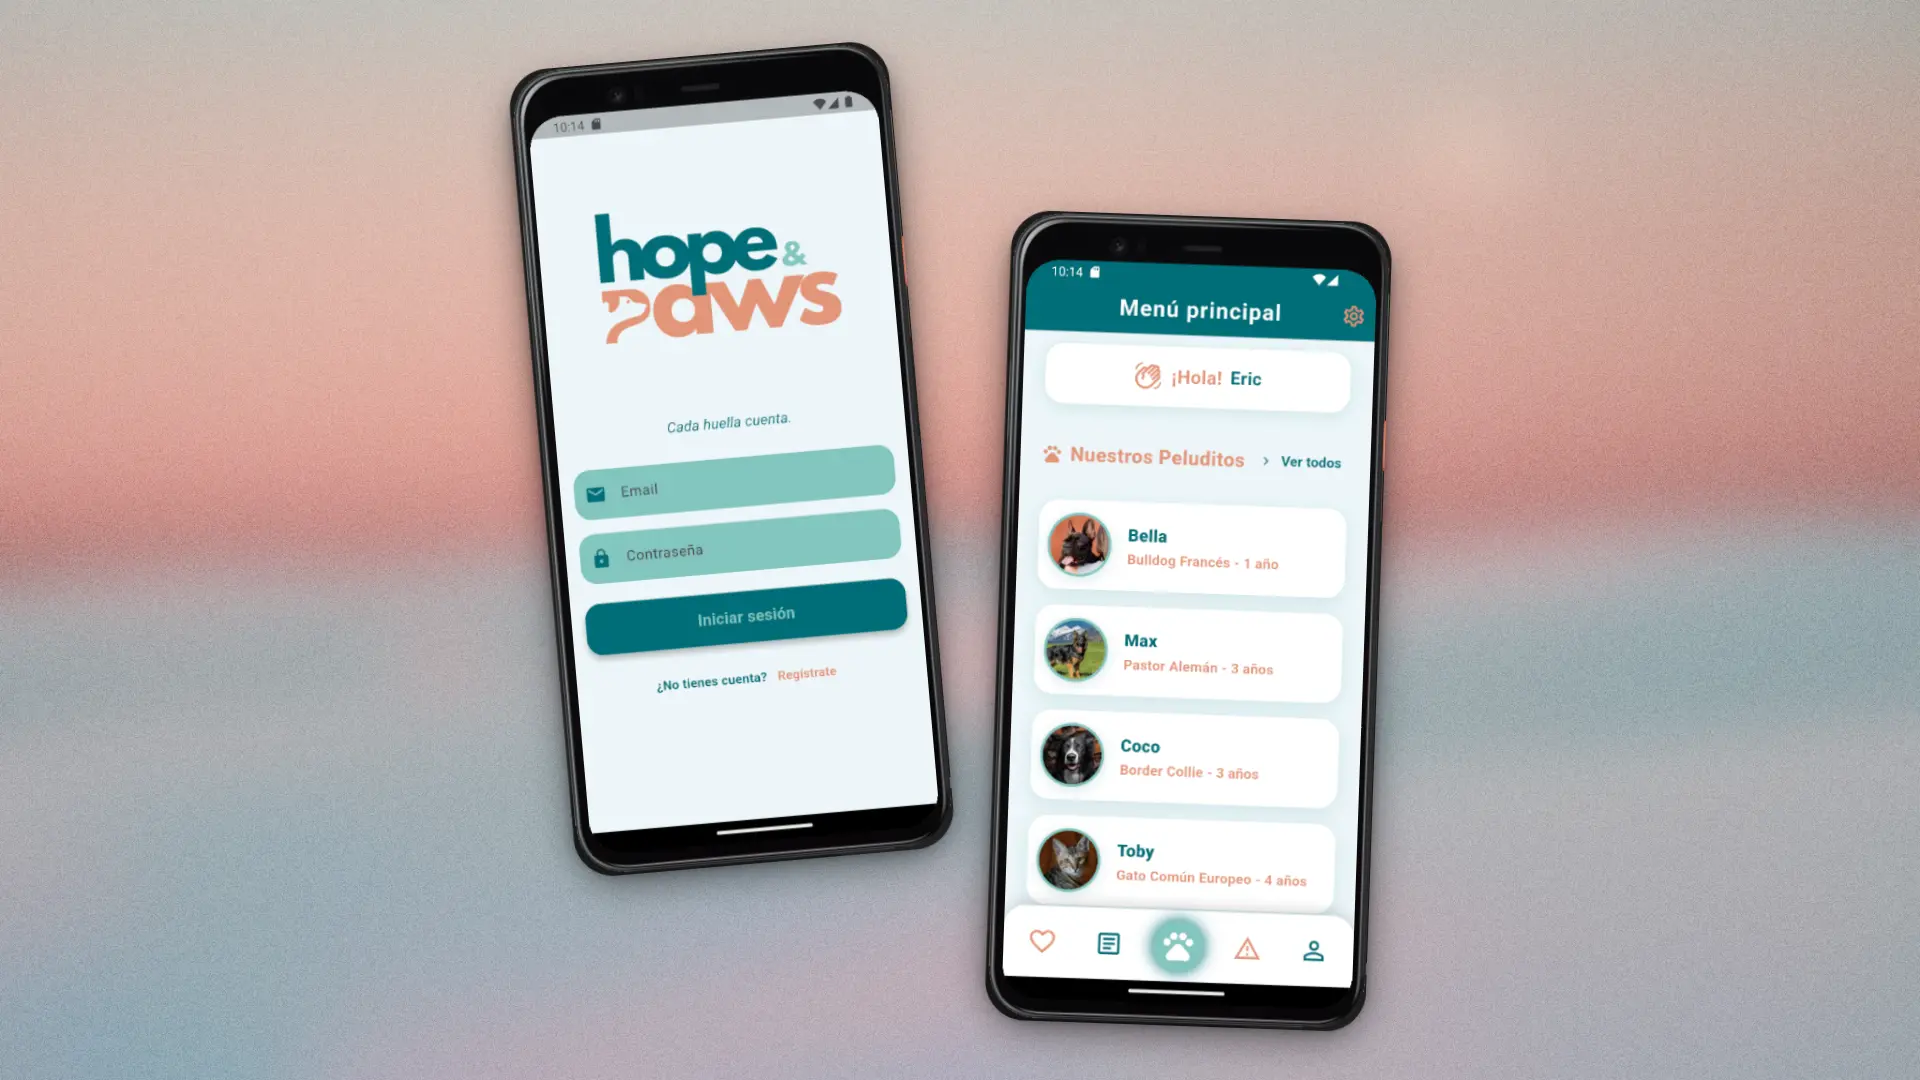 10:14
hope &
paws
Cada huella cuenta.
Email
Contraseña
Iniciar sesión
¿No tienes cuenta? Regístrate
10:14
Menú principal
¡Hola! Eric
Nuestros Peluditos > Ver todos
Bella
Bulldog Francés - 1 año
Max
Pastor Alemán - 3 años
Coco
Border Collie - 3 años
Toby
Gato Común Europeo - 4 años